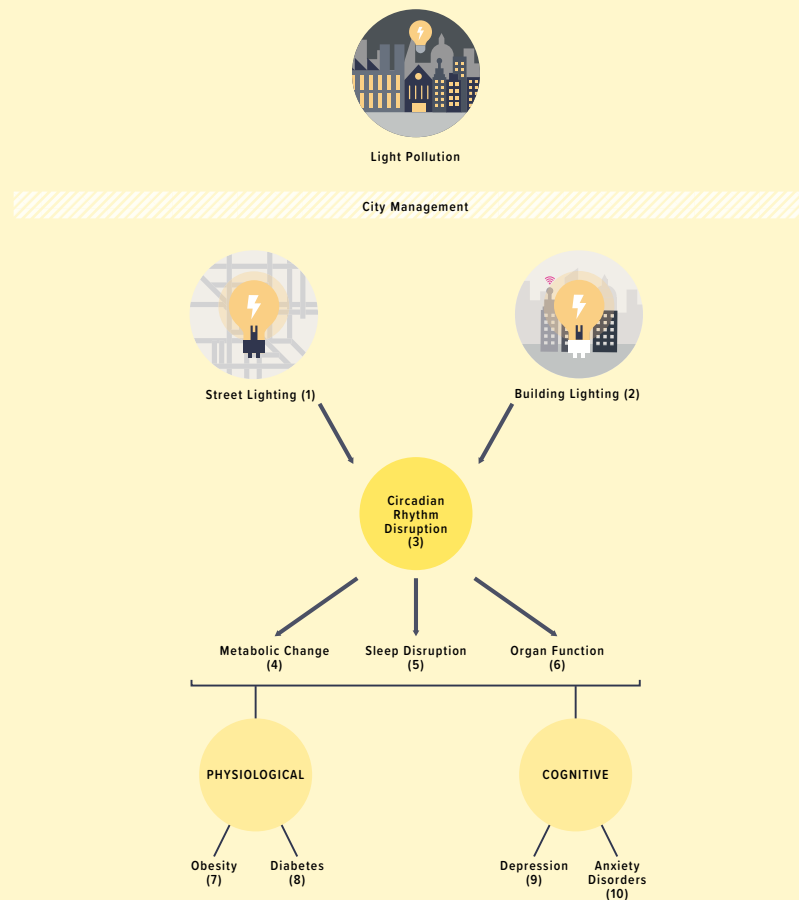 Light Pollution
City Management
Street Lighting (1)
Building Lighting (2)
Circadian
Rhythm
Disruption
(3)
Metabolic Change
(4)
Sleep Disruption
(5)
Organ Function
(6)
PHYSIOLOGICAL
COGNITIVE
Obesity
(7)
Diabetes
(8)
Depression
(9)
Anxiety
Disorders
(10)